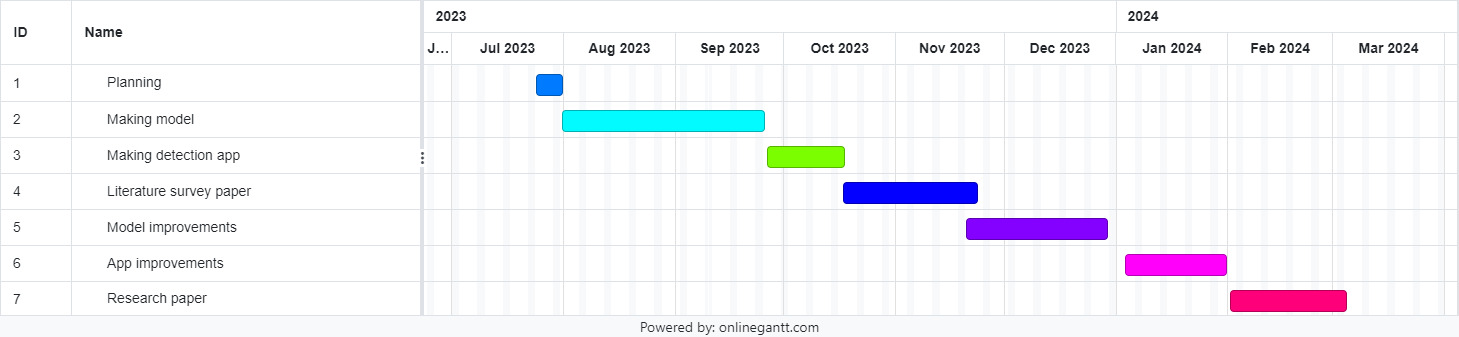 ID Name 2023 2024
J... Jul 2023 Aug 2023 Sep 2023 Oct 2023 Nov 2023 Dec 2023 Jan 2024 Feb 2024 Mar 2024
1 Planning
2 Making model
3 Making detection app
4 Literature survey paper
5 Model improvements
6 App improvements
7 Research paper
Powered by: onlinegantt.com